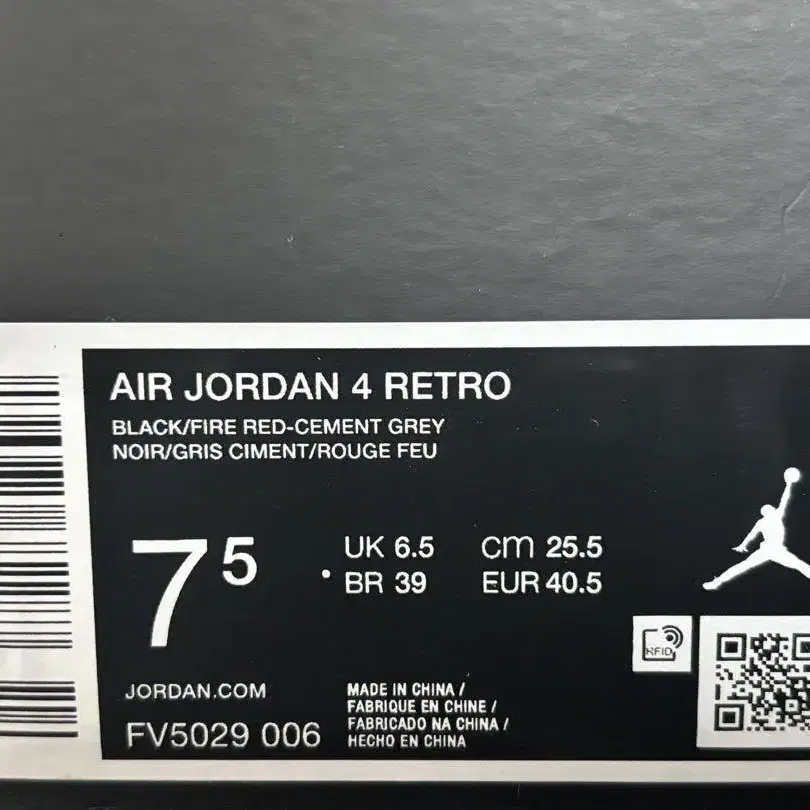 AIR JORDAN 4 RETRO
BLACK/FIRE RED-CEMENT GREY
NOIR/GRIS CIMENT/ROUGE FEU
7⁵
UK 6.5 cm 25.5
BR 39 EUR 40.5
RFID
JORDAN.COM
FV5029 006
MADE IN CHINA /
FABRIQUE EN CHINE /
FABRICADO NA CHINA /
HECHO EN CHINA